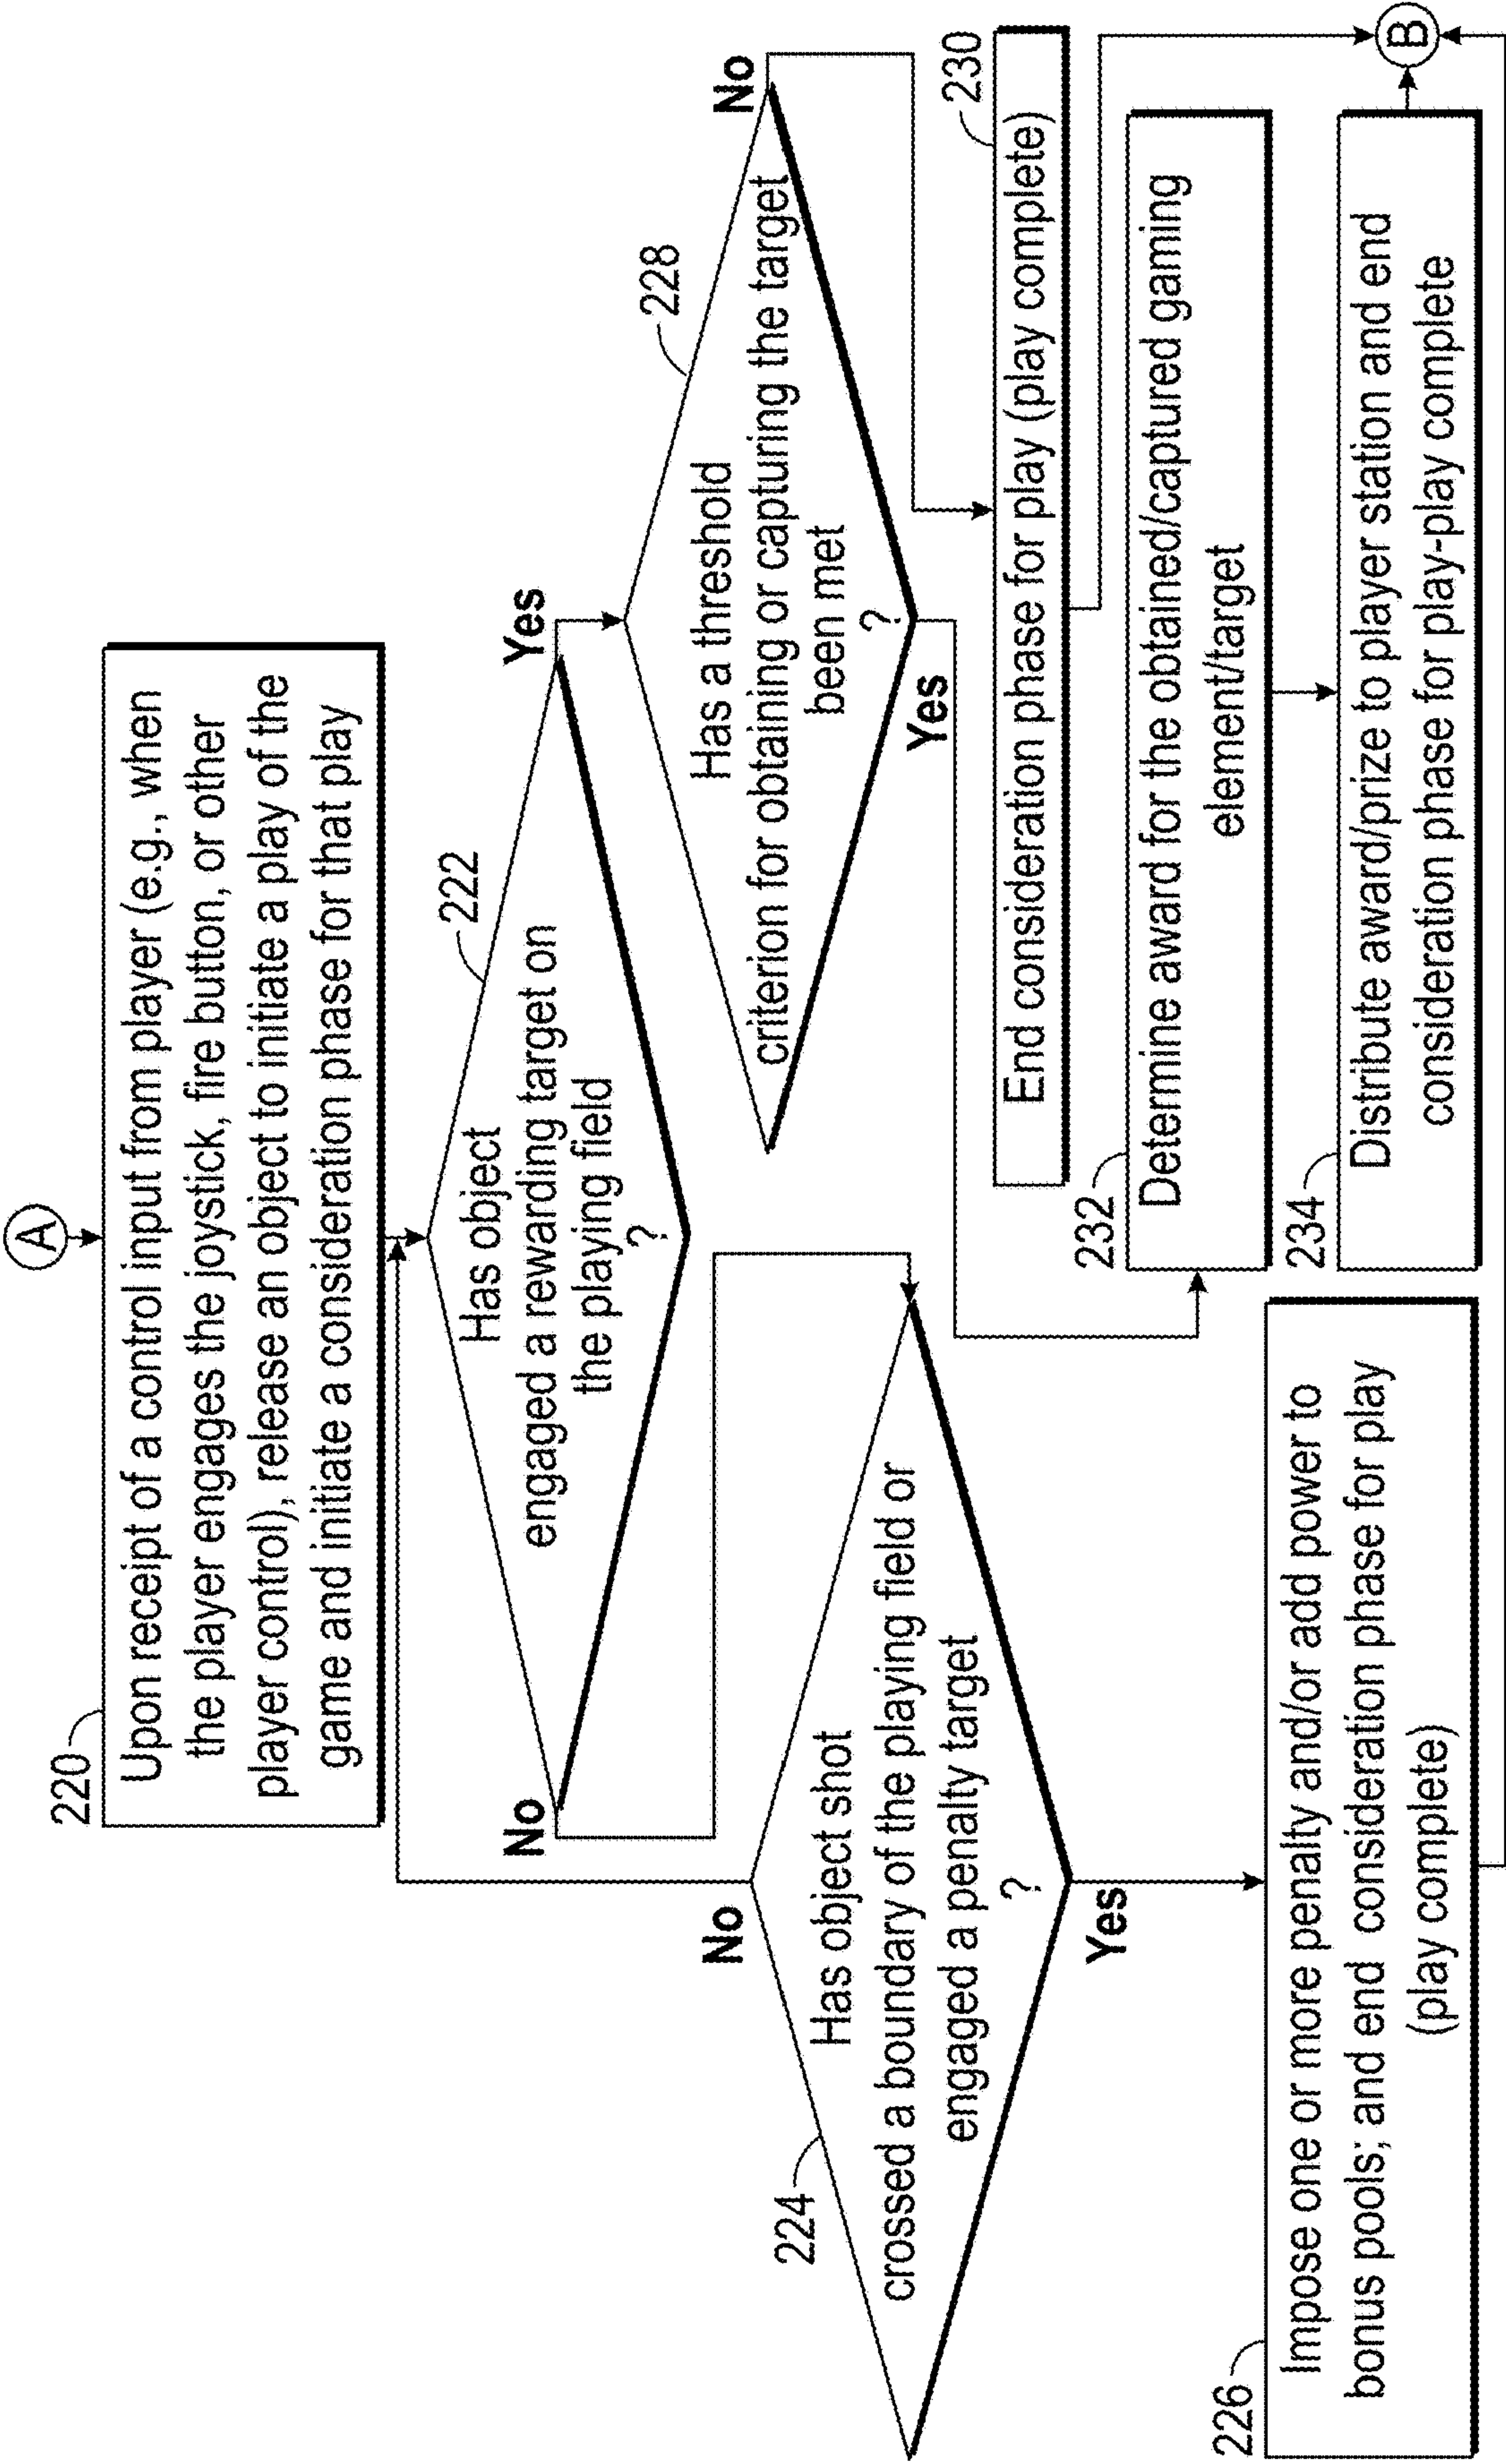 A
220
Upon receipt of a control input from player (e.g., when
the player engages the joystick, fire button, or other
player control), release an object to initiate a play of the
game and initiate a consideration phase for that play
222
Has object
engaged a rewarding target on
the playing field
?
No
Yes
224
Has object shot
crossed a boundary of the playing field or
engaged a penalty target
?
No
Yes
228
Has a threshold
criterion for obtaining or capturing the target
been met
?
No
Yes
230
End consideration phase for play (play complete)
232
Determine award for the obtained/captured gaming
element/target
226
Impose one or more penalty and/or add power to
bonus pools; and end consideration phase for play
(play complete)
234
Distribute award/prize to player station and end
consideration phase for play-play complete
B